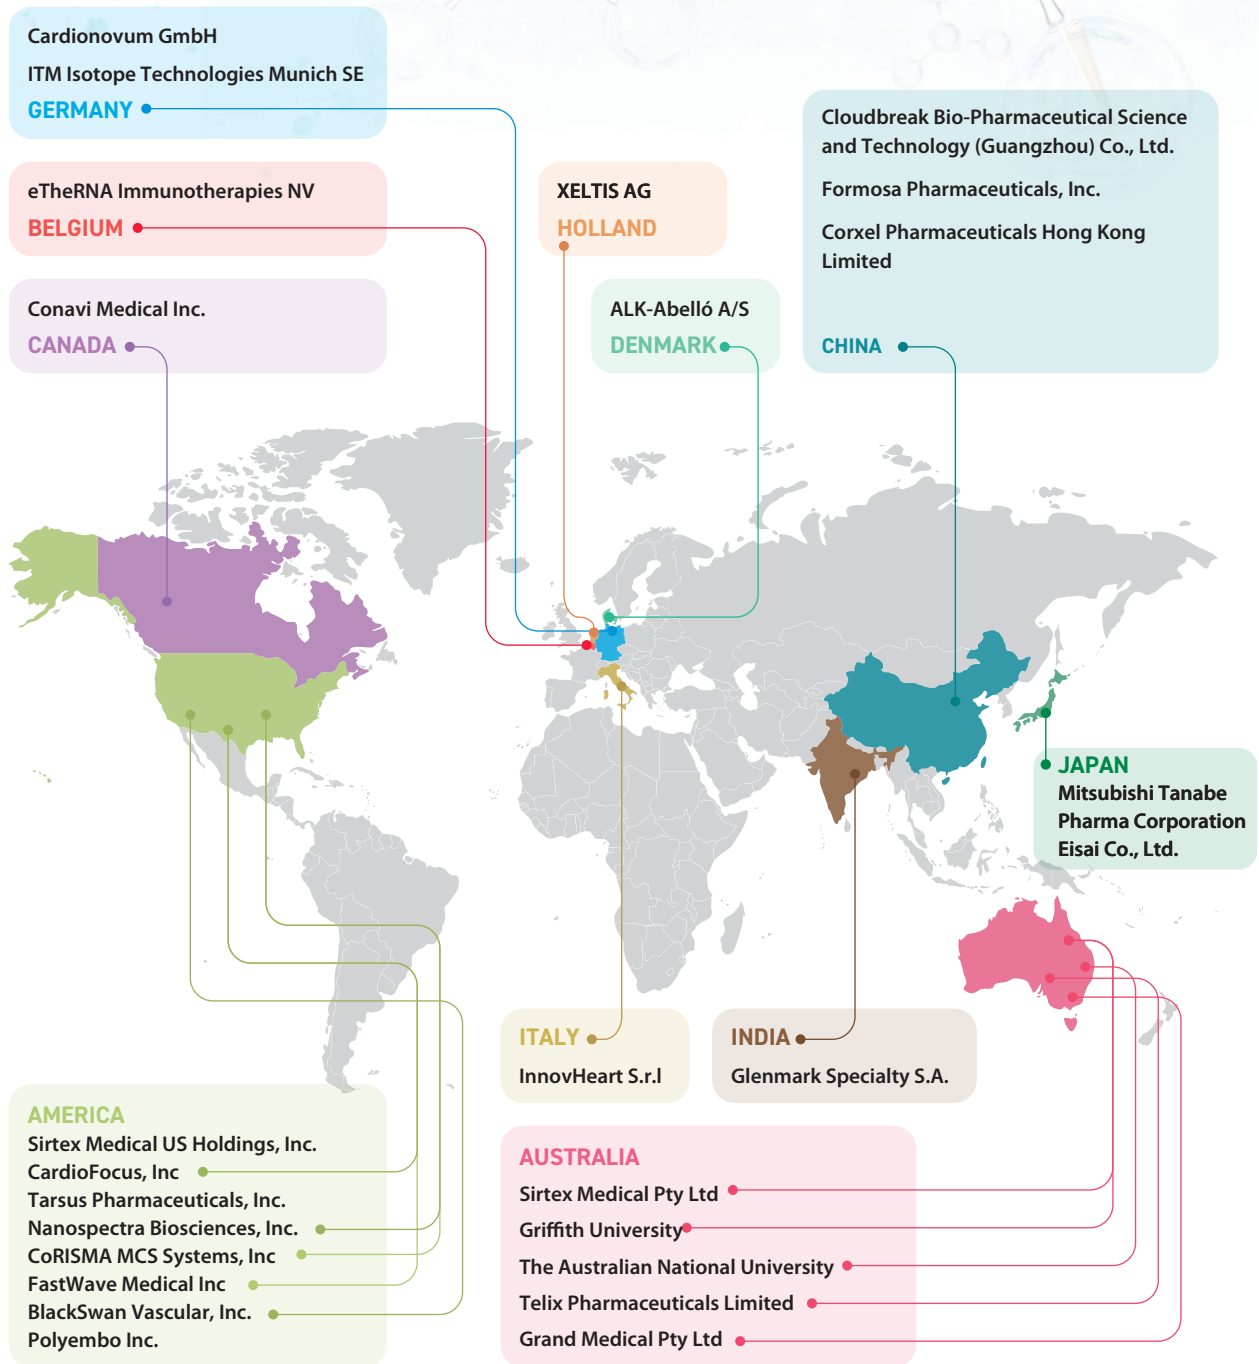 Cardionovum GmbH
ITM Isotope Technologies Munich SE
GERMANY
eTheRNA Immunotherapies NV
BELGIUM
Conavi Medical Inc.
CANADA
XELTIS AG
HOLLAND
ALK-Abelló A/S
DENMARK
Cloudbreak Bio-Pharmaceutical Science
and Technology (Guangzhou) Co., Ltd.
Formosa Pharmaceuticals, Inc.
Corxel Pharmaceuticals Hong Kong
Limited
CHINA
JAPAN
Mitsubishi Tanabe
Pharma Corporation
Eisai Co., Ltd.
ITALY
InnovHeart S.r.l
INDIA
Glenmark Specialty S.A.
AMERICA
Sirtex Medical US Holdings, Inc.
CardioFocus, Inc
Tarsus Pharmaceuticals, Inc.
Nanospectra Biosciences, Inc.
CoRISMA MCS Systems, Inc
FastWave Medical Inc
BlackSwan Vascular, Inc.
Polyembo Inc.
AUSTRALIA
Sirtex Medical Pty Ltd
Griffith University
The Australian National University
Telix Pharmaceuticals Limited
Grand Medical Pty Ltd